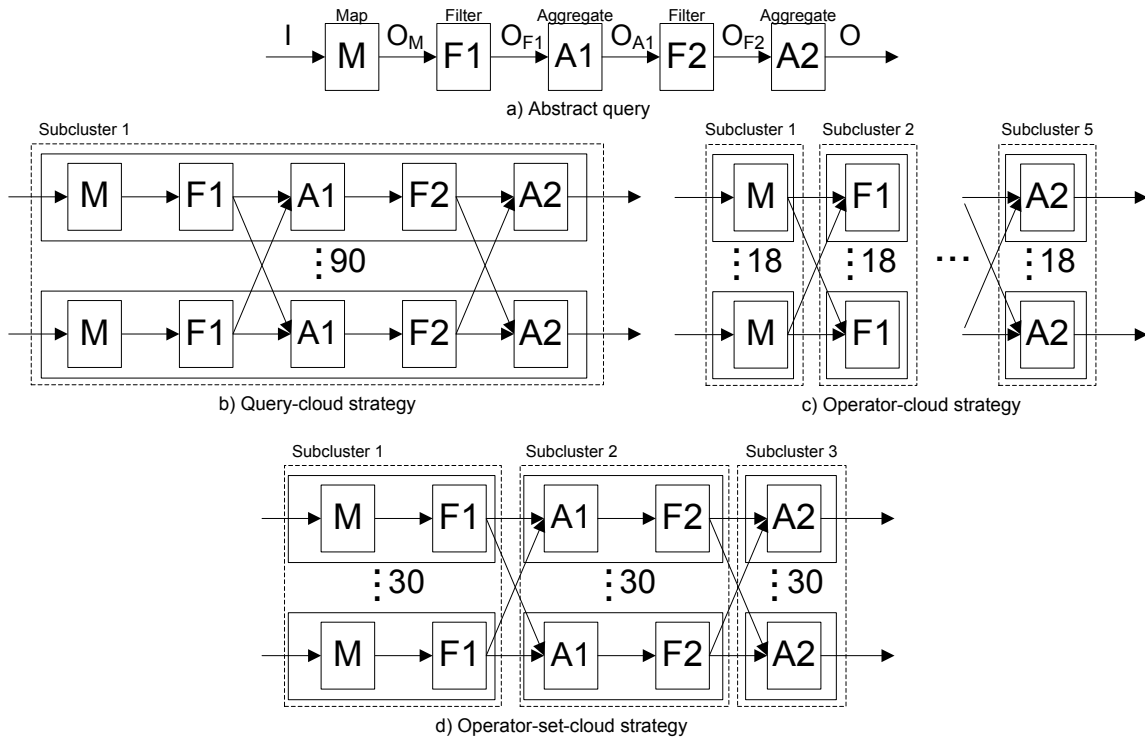 Map Filter Aggregate Filter Aggregate
I M O_M F1 O_F1 A1 O_A1 F2 O_F2 A2 O
a) Abstract query
Subcluster 1
M F1 A1 F2 A2
⋮90
M F1 A1 F2 A2
b) Query-cloud strategy
Subcluster 1 Subcluster 2 Subcluster 5
M F1 A2
⋮18 ⋮18 ... ⋮18
M F1 A2
c) Operator-cloud strategy
Subcluster 1 Subcluster 2 Subcluster 3
M F1 A1 F2 A2
⋮30 ⋮30 ⋮30
M F1 A1 F2 A2
d) Operator-set-cloud strategy